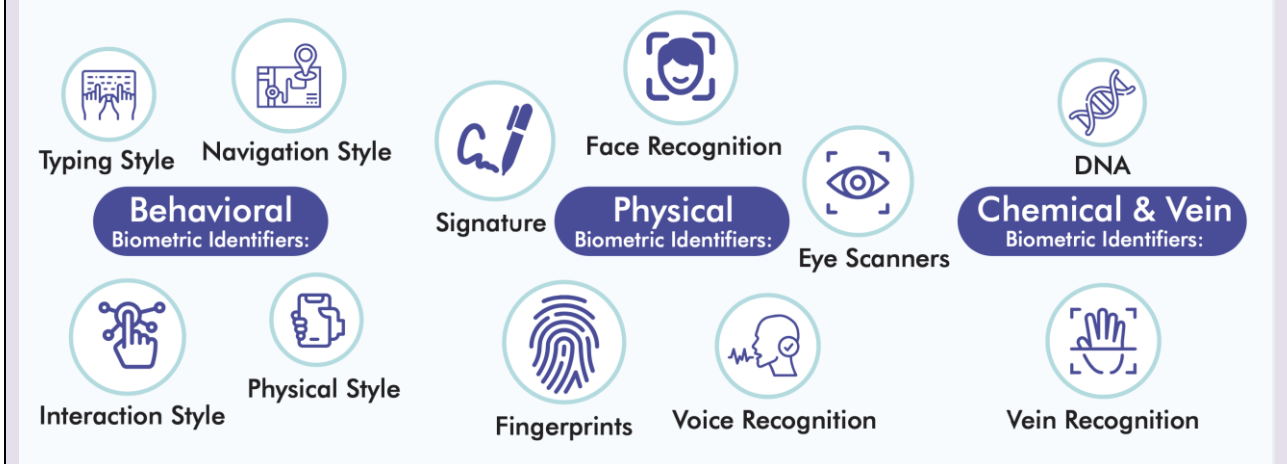 Typing Style
Navigation Style
Behavioral
Biometric Identifiers:
Interaction Style
Physical Style
Signature
Face Recognition
Physical
Biometric Identifiers:
Eye Scanners
Fingerprints
Voice Recognition
DNA
Chemical & Vein
Biometric Identifiers:
Vein Recognition